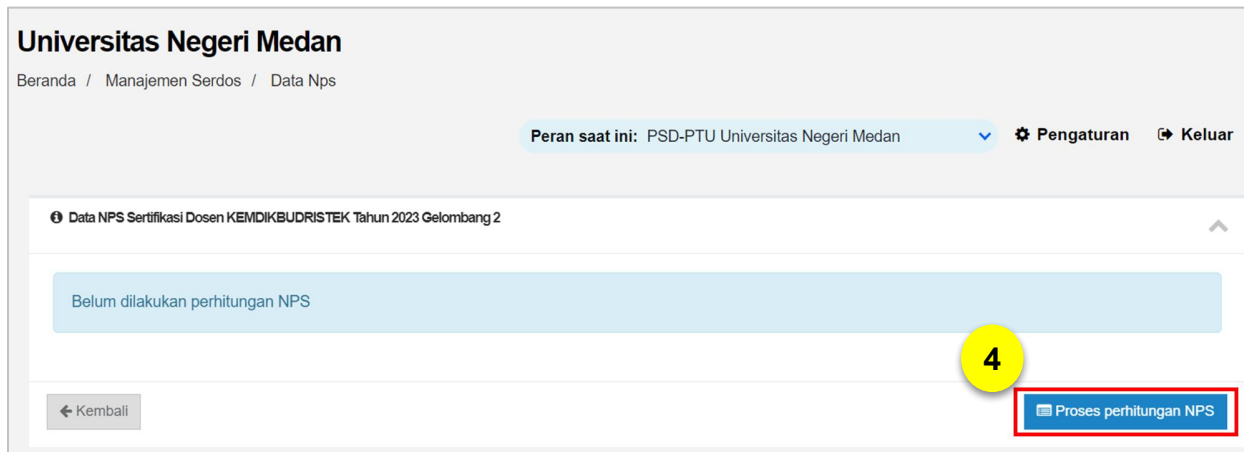 Universitas Negeri Medan
Beranda / Manajemen Serdos / Data Nps
Peran saat ini: PSD-PTU Universitas Negeri Medan Pengaturan Keluar
Data NPS Sertifikasi Dosen KEMDIKBUDRISTEK Tahun 2023 Gelombang 2
Belum dilakukan perhitungan NPS
4
Kembali Proses perhitungan NPS